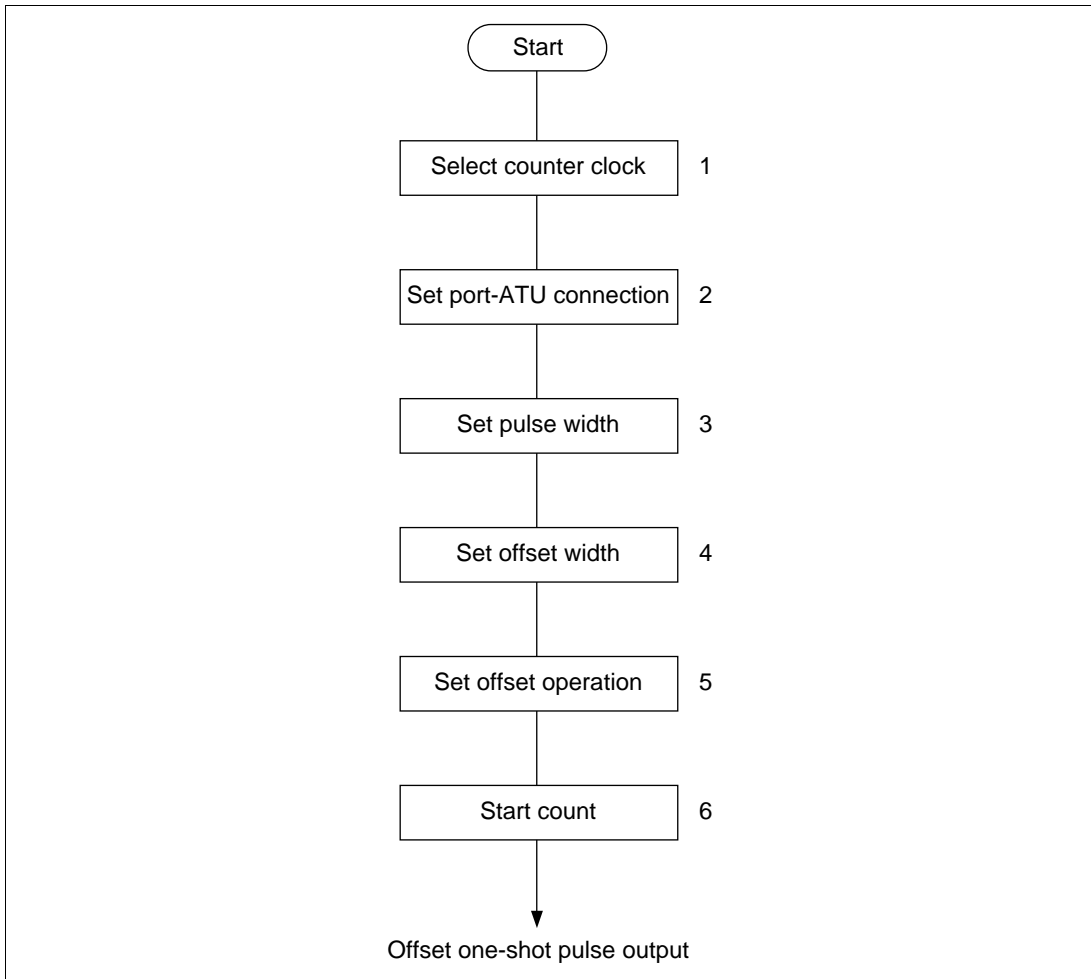 Start
Select counter clock 1
Set port-ATU connection 2
Set pulse width 3
Set offset width 4
Set offset operation 5
Start count 6
Offset one-shot pulse output